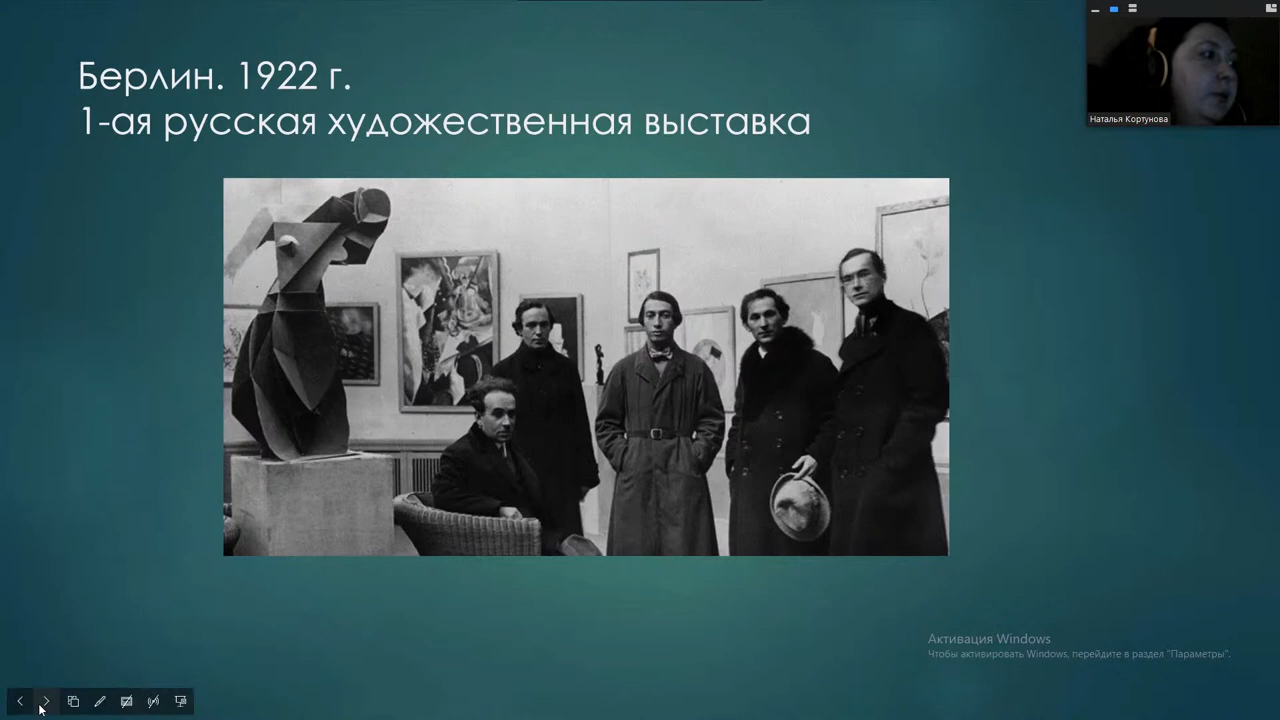 Берлин. 1922 г.
1-ая русская художественная выставка
Наталья Кортунова
Активация Windows
Чтобы активировать Windows, перейдите в раздел "Параметры".